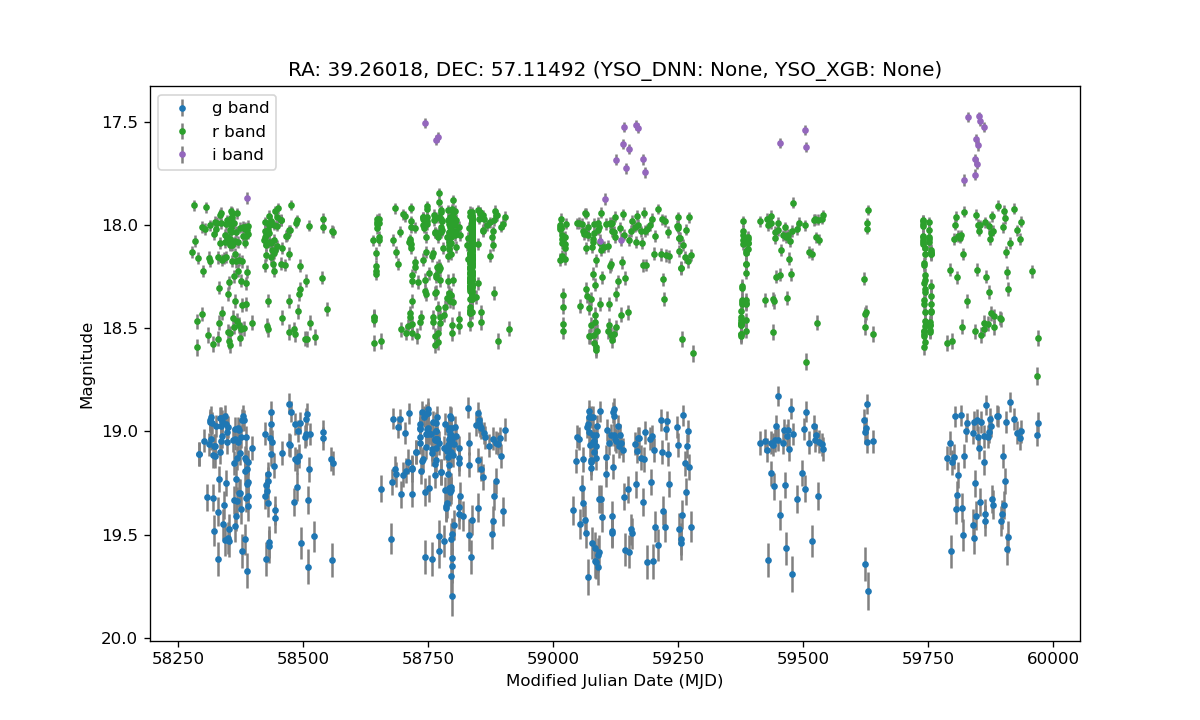 RA: 39.26018, DEC: 57.11492 (YSO_DNN: None, YSO_XGB: None)
g band
r band
i band
17.5
18.0
18.5
19.0
19.5
20.0
Magnitude
58250 58500 58750 59000 59250 59500 59750 60000
Modified Julian Date (MJD)